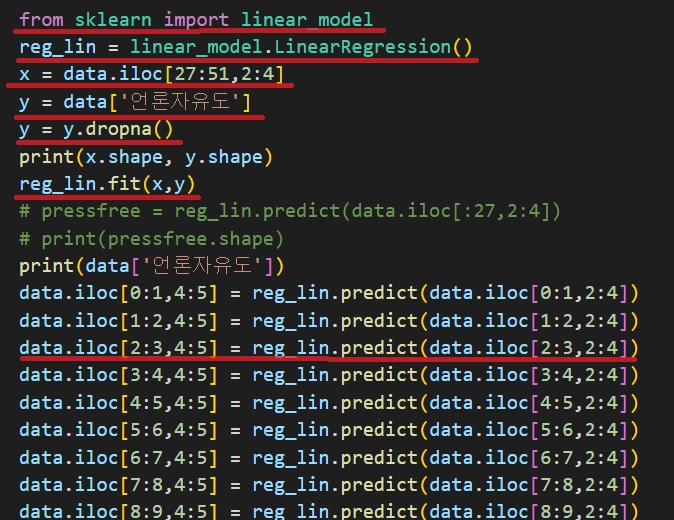 from sklearn import linear_model
reg_lin = linear_model.LinearRegression()
x = data.iloc[27:51,2:4]
y = data['언론자유도']
y = y.dropna()
print(x.shape, y.shape)
reg_lin.fit(x,y)
# pressfree = reg_lin.predict(data.iloc[:27,2:4])
# print(pressfree.shape)
print(data['언론자유도'])
data.iloc[0:1,4:5] = reg_lin.predict(data.iloc[0:1,2:4])
data.iloc[1:2,4:5] = reg_lin.predict(data.iloc[1:2,2:4])
data.iloc[2:3,4:5] = reg_lin.predict(data.iloc[2:3,2:4])
data.iloc[3:4,4:5] = reg_lin.predict(data.iloc[3:4,2:4])
data.iloc[4:5,4:5] = reg_lin.predict(data.iloc[4:5,2:4])
data.iloc[5:6,4:5] = reg_lin.predict(data.iloc[5:6,2:4])
data.iloc[6:7,4:5] = reg_lin.predict(data.iloc[6:7,2:4])
data.iloc[7:8,4:5] = reg_lin.predict(data.iloc[7:8,2:4])
data.iloc[8:9,4:5] = reg_lin.predict(data.iloc[8:9,2:4])